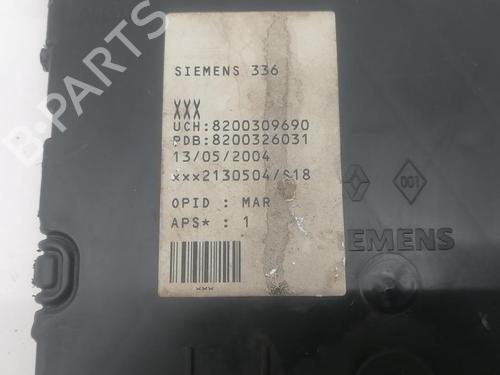 SIEMENS 336
XXX
UCH:8200309690
PDB:8200326031
13/05/2004
xxx2130504/S18
OPID : MAR
APS* : 1
xxx
001
SIEMENS
B-PARTS